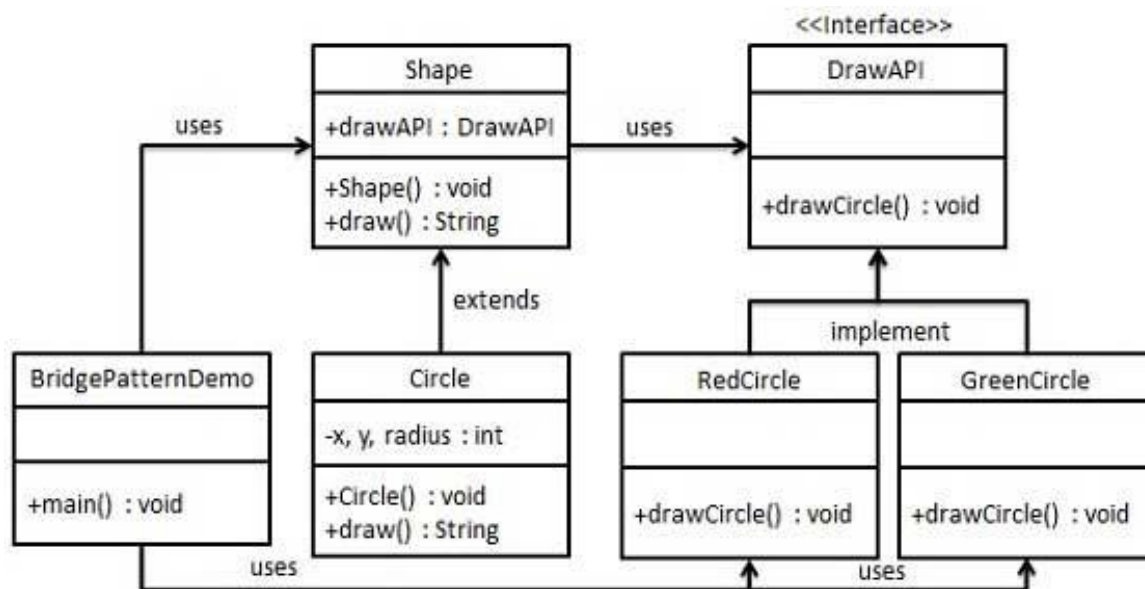 <<Interface>>
Shape
DrawAPI
uses
+drawAPI : DrawAPI
uses
+Shape() : void
+draw() : String
+drawCircle() : void
extends
implement
BridgePatternDemo
Circle
RedCircle
GreenCircle
-x, y, radius : int
+main() : void
+Circle() : void
+draw() : String
+drawCircle() : void
+drawCircle() : void
uses
uses